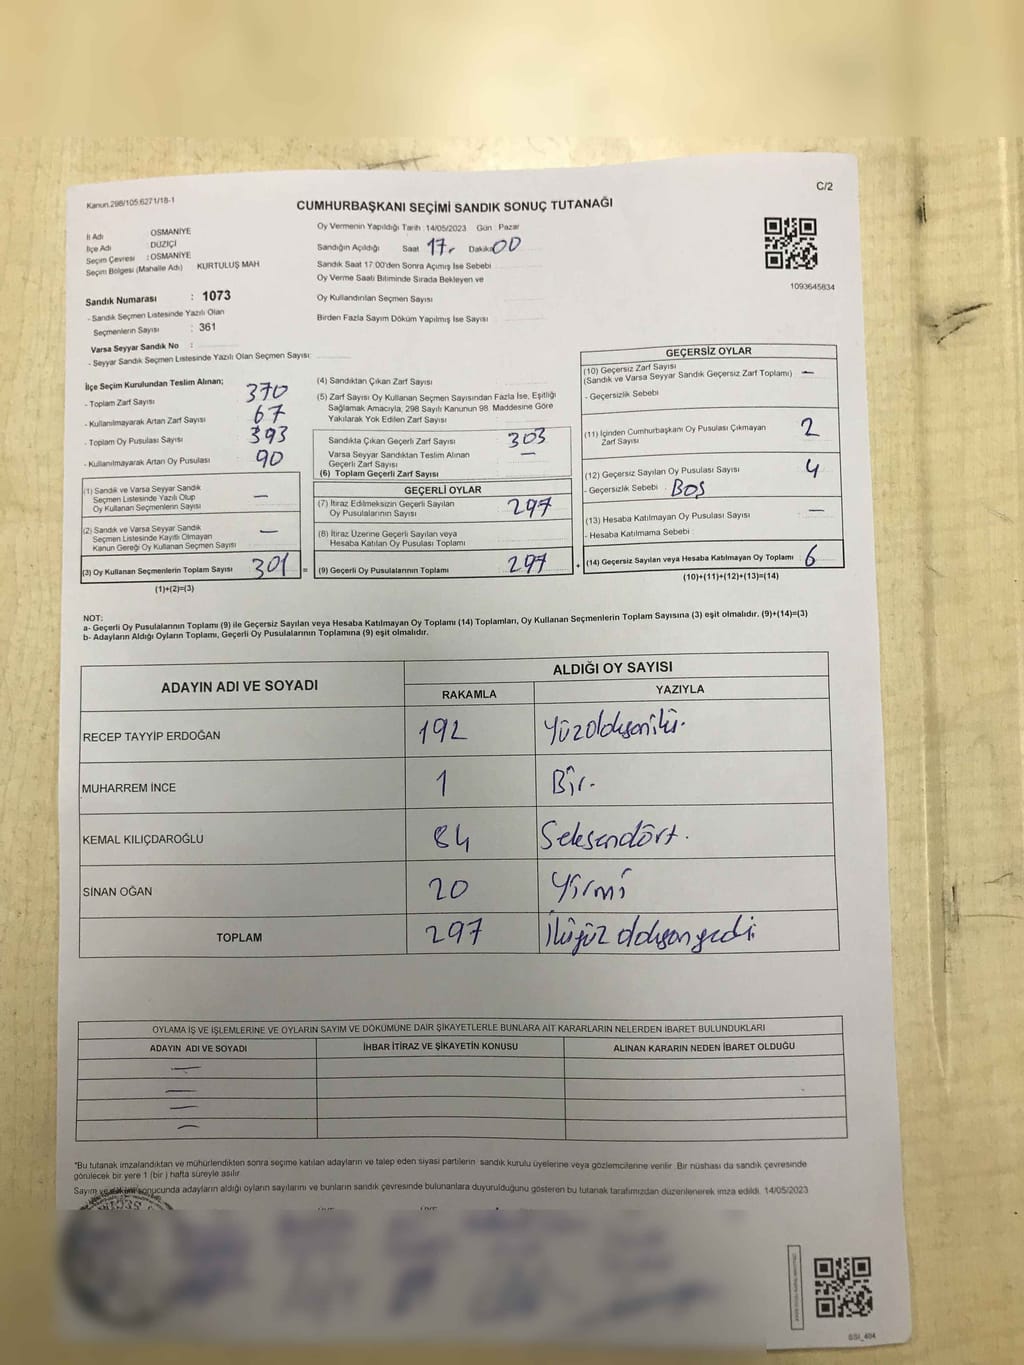 Kanun.298/105:6271/18-1
C/2
CUMHURBAŞKANI SEÇİMİ SANDIK SONUÇ TUTANAĞI
İl Adı OSMANİYE
İlçe Adı : DÜZİÇİ
Seçim Çevresi : OSMANİYE
Seçim Bölgesi (Mahalle Adı) KURTULUŞ MAH
Sandık Numarası : 1073
- Sandık Seçmen Listesinde Yazılı Olan
Seçmenlerin Sayısı : 361
Varsa Seyyar Sandık No :
- Seyyar Sandık Seçmen Listesinde Yazılı Olan Seçmen Sayısı:
Oy Vermenin Yapıldığı Tarih 14/05/2023 Gün Pazar
Sandığın Açıldığı Saat 17. Dakika 00
Sandık Saat 17:00'den Sonra Açımış İse Sebebi
Oy Verme Saati Bitiminde Sırada Bekleyen ve
Oy Kullandırılan Seçmen Sayısı
Birden Fazla Sayım Döküm Yapılmış İse Sayısı
1093645834
İlçe Seçim Kurulundan Teslim Alınan;
- Toplam Zarf Sayısı 370
- Kullanılmayarak Artan Zarf Sayısı 67
- Toplam Oy Pusulası Sayısı 393
- Kullanılmayarak Artan Oy Pusulası 90
(1) Sandık ve Varsa Seyyar Sandık
Seçmen Listesinde Yazılı Olup
Oy Kullanan Seçmenlerin Sayısı —
(2) Sandık ve Varsa Seyyar Sandık
Seçmen Listesinde Kayıtlı Olmayan
Kanun Gereği Oy Kullanan Seçmen Sayısı —
(3) Oy Kullanan Seçmenlerin Toplam Sayısı 301 =
(1)+(2)=(3)
(4) Sandıktan Çıkan Zarf Sayısı
(5) Zarf Sayısı Oy Kullanan Seçmen Sayısından Fazla İse, Eşitliği
Sağlamak Amacıyla, 298 Sayılı Kanunun 98. Maddesine Göre
Yakılarak Yok Edilen Zarf Sayısı
Sandıkta Çıkan Geçerli Zarf Sayısı 303
Varsa Seyyar Sandıktan Teslim Alınan
Geçerli Zarf Sayısı —
(6) Toplam Geçerli Zarf Sayısı
GEÇERLİ OYLAR
(7) İtiraz Edilmeksizin Geçerli Sayılan
Oy Pusulalarının Sayısı 297
(8) İtiraz Üzerine Geçerli Sayılan veya
Hesaba Katılan Oy Pusulası Toplamı
(9) Geçerli Oy Pusulalarının Toplamı 297 +
GEÇERSİZ OYLAR
(10) Geçersiz Zarf Sayısı
(Sandık ve Varsa Seyyar Sandık Geçersiz Zarf Toplamı) —
- Geçersizlik Sebebi
(11) İçinden Cumhurbaşkanı Oy Pusulası Çıkmayan
Zarf Sayısı 2
(12) Geçersiz Sayılan Oy Pusulası Sayısı 4
- Geçersizlik Sebebi : BOŞ
(13) Hesaba Katılmayan Oy Pusulası Sayısı —
- Hesaba Katılmama Sebebi :
(14) Geçersiz Sayılan veya Hesaba Katılmayan Oy Toplamı 6
(10)+(11)+(12)+(13)=(14)
NOT:
a- Geçerli Oy Pusulalarının Toplamı (9) ile Geçersiz Sayılan veya Hesaba Katılmayan Oy Toplamı (14) Toplamları, Oy Kullanan Seçmenlerin Toplam Sayısına (3) eşit olmalıdır. (9)+(14)=(3)
b- Adayların Aldığı Oyların Toplamı, Geçerli Oy Pusulalarının Toplamına (9) eşit olmalıdır.
ADAYIN ADI VE SOYADI
ALDIĞI OY SAYISI
RAKAMLA YAZIYLA
RECEP TAYYİP ERDOĞAN 192 Yüzdoksaniki.
MUHARREM İNCE 1 Bir.
KEMAL KILIÇDAROĞLU 84 Seksendört.
SİNAN OĞAN 20 Yirmi
TOPLAM 297 İkiyüz doksanyedi
OYLAMA İŞ VE İŞLEMLERİNE VE OYLARIN SAYIM VE DÖKÜMÜNE DAİR ŞİKAYETLERLE BUNLARA AİT KARARLARIN NELERDEN İBARET BULUNDUKLARI
ADAYIN ADI VE SOYADI İHBAR İTİRAZ VE ŞİKAYETİN KONUSU ALINAN KARARIN NEDEN İBARET OLDUĞU
—
—
—
—
*Bu tutanak imzalandıktan ve mühürlendikten sonra seçime katılan adayların ve talep eden siyasi partilerin sandık kurulu üyelerine veya gözlemcilerine verilir. Bir nüshası da sandık çevresinde
görülecek bir yere 1 (bir) hafta süreyle asılır
Sayım ve döküm sonucunda adayların aldığı oyların sayılarını ve bunların sandık çevresinde bulunanlara duyurulduğunu gösteren bu tutanak tarafımızdan düzenlenerek imza edildi. 14/05/2023